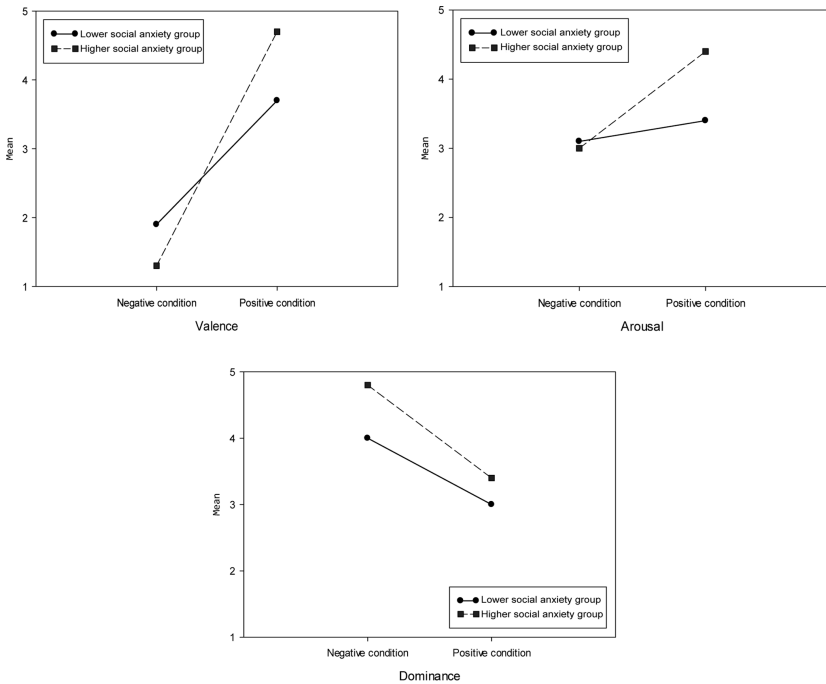 5
4
3
2
1
Mean
Lower social anxiety group
Higher social anxiety group
Negative condition
Positive condition
Valence
5
4
3
2
1
Mean
Lower social anxiety group
Higher social anxiety group
Negative condition
Positive condition
Arousal
5
4
3
2
1
Mean
Lower social anxiety group
Higher social anxiety group
Negative condition
Positive condition
Dominance